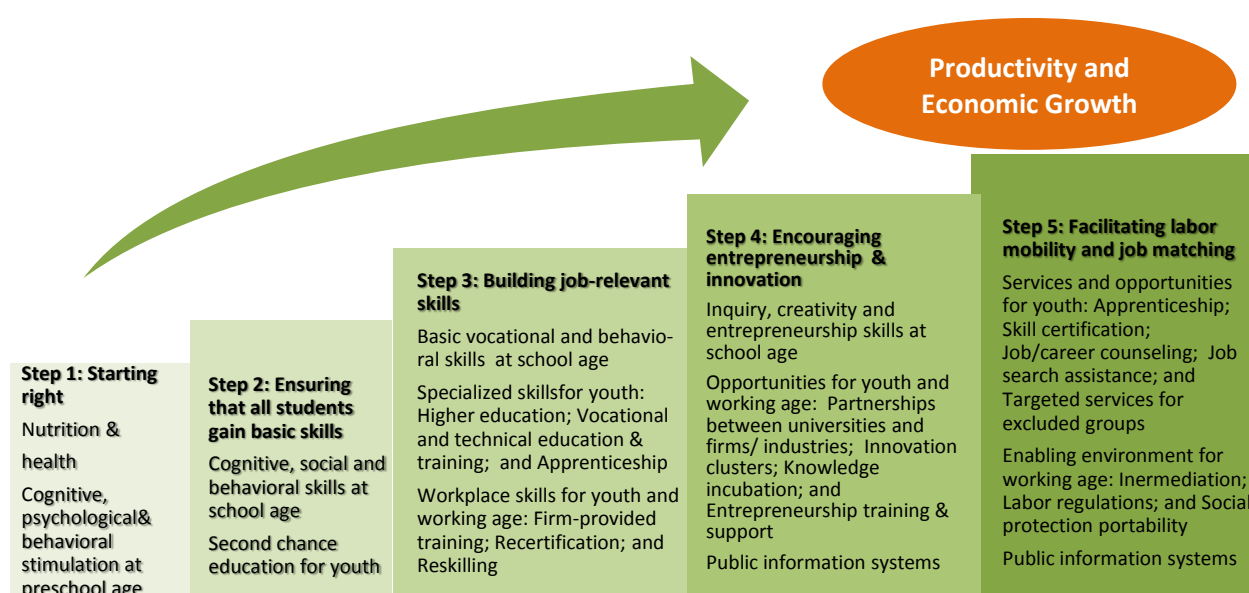 Productivity and
Economic Growth
Step 1: Starting
right
Nutrition &
health
Cognitive,
psychological&
behavioral
stimulation at
preschool age
Step 2: Ensuring
that all students
gain basic skills
Cognitive, social and
behavioral skills at
school age
Second chance
education for youth
Step 3: Building job-relevant
skills
Basic vocational and behavio-
ral skills at school age
Specialized skillsfor youth:
Higher education; Vocational
and technical education &
training; and Apprenticeship
Workplace skills for youth and
working age: Firm-provided
training; Recertification; and
Reskilling
Step 4: Encouraging
entrepreneurship &
innovation
Inquiry, creativity and
entrepreneurship skills at
school age
Opportunities for youth and
working age: Partnerships
between universities and
firms/ industries; Innovation
clusters; Knowledge
incubation; and
Entrepreneurship training &
support
Public information systems
Step 5: Facilitating labor
mobility and job matching
Services and opportunities
for youth: Apprenticeship;
Skill certification;
Job/career counseling; Job
search assistance; and
Targeted services for
excluded groups
Enabling environment for
working age: Inermediation;
Labor regulations; and Social
protection portability
Public information systems